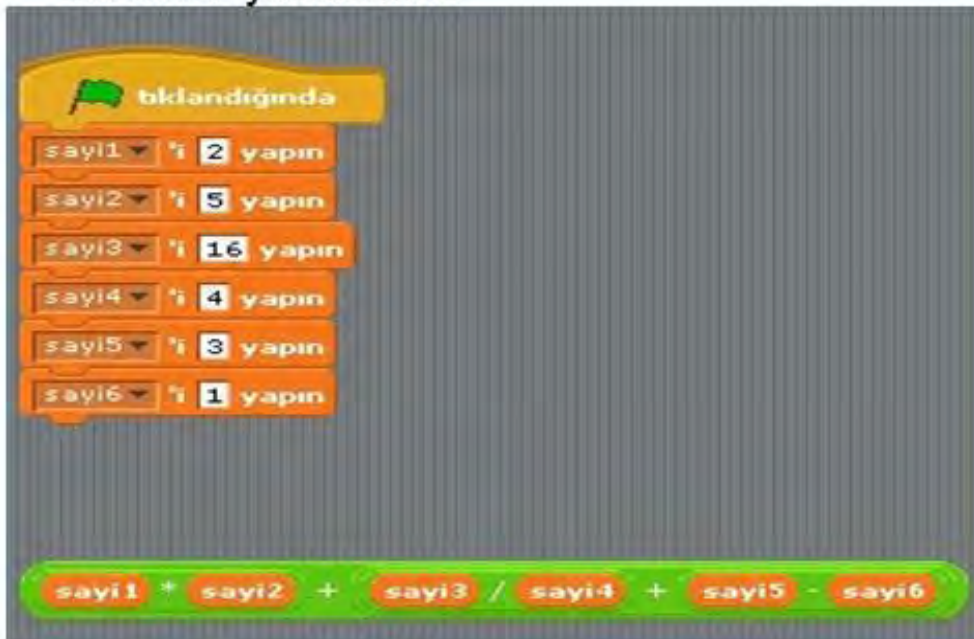 tıklandığında
sayi1 'i 2 yapın
sayi2 'i 5 yapın
sayi3 'i 16 yapın
sayi4 'i 4 yapın
sayi5 'i 3 yapın
sayi6 'i 1 yapın
sayi1 * sayi2 + sayi3 / sayi4 + sayi5 - sayi6